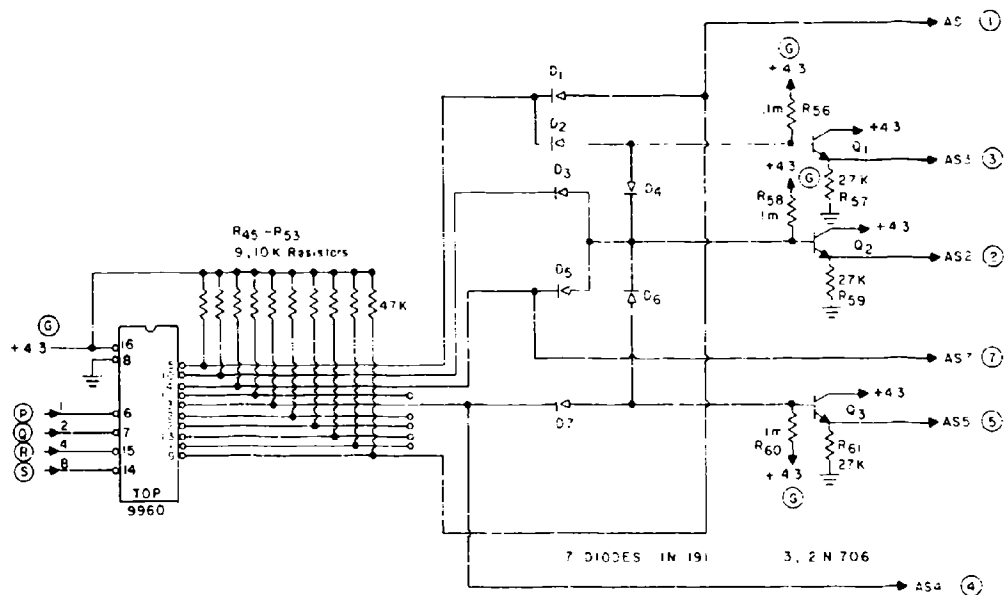 AS 1
G
+4 3
D1
1m R56
+4 3
D2
Q1
AS3 3
+4.3
D3
G
27K
R57
D4
R58
1m
+4 3
R45 - R53
9, 10K Resistors
Q2
AS2 2
D5
27K
R59
D6
47K
G
+4 3
16
8
AS7 7
+4 3
P 1 6
Q 2 7
R 4 15
S 8 14
D7
Q3
AS5 5
1m
R60
R61
27K
+ 4 3
G
TOP
9960
7 DIODES IN 191
3, 2 N 706
AS4 4